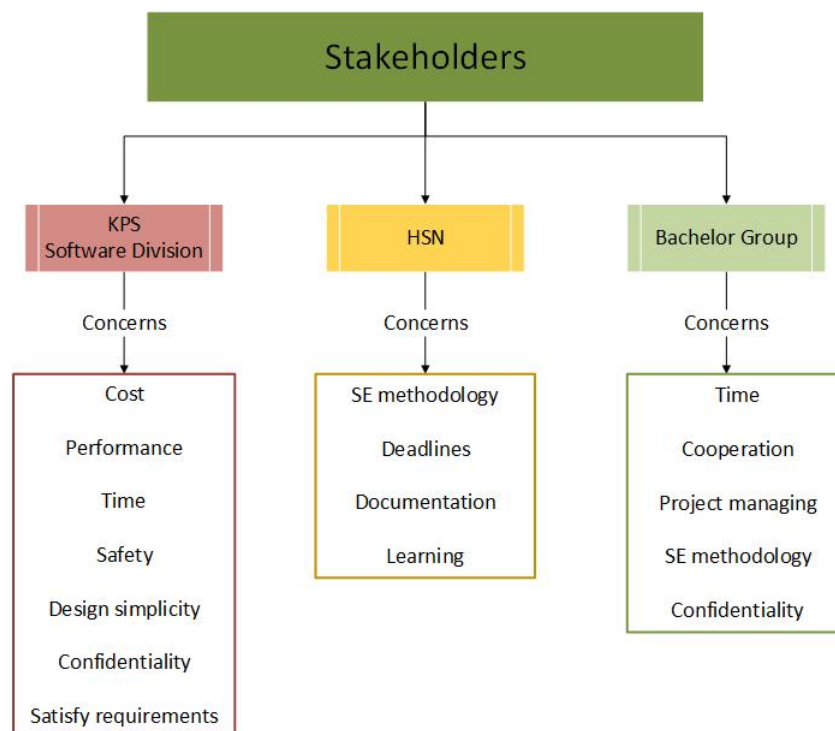 Stakeholders
KPS
Software Division
HSN
Bachelor Group
Concerns
Concerns
Concerns
Cost
Performance
Time
Safety
Design simplicity
Confidentiality
Satisfy requirements
SE methodology
Deadlines
Documentation
Learning
Time
Cooperation
Project managing
SE methodology
Confidentiality